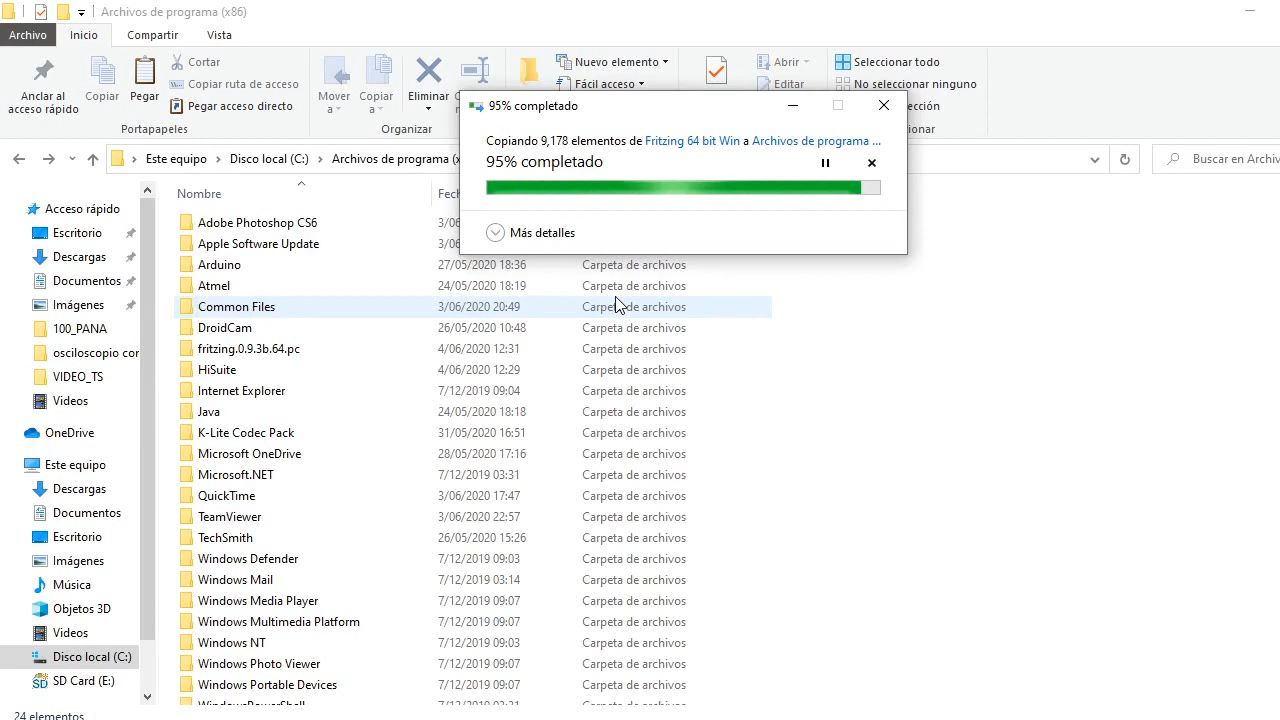 Archivos de programa (x86)
Archivo Inicio Compartir Vista
Anclar al acceso rápido
Copiar
Pegar
Cortar
Copiar ruta de acceso
Pegar acceso directo
Portapapeles
Mover a
Copiar a
Eliminar
Organizar
Nuevo elemento
Fácil acceso
Abrir
Editar
Seleccionar todo
No seleccionar ninguno
95% completado
Copiando 9,178 elementos de Fritzing 64 bit Win a Archivos de programa ...
95% completado
Más detalles
Este equipo > Disco local (C:) > Archivos de programa (x
Buscar en Archiv
Nombre
Acceso rápido
Escritorio
Descargas
Documentos
Imágenes
100_PANA
osciloscopio cor
VIDEO_TS
Videos
OneDrive
Este equipo
Descargas
Documentos
Escritorio
Imágenes
Música
Objetos 3D
Videos
Disco local (C:)
SD Card (E:)
Adobe Photoshop CS6
Apple Software Update
Arduino 27/05/2020 18:36 Carpeta de archivos
Atmel 24/05/2020 18:19 Carpeta de archivos
Common Files 3/06/2020 20:49 Carpeta de archivos
DroidCam 26/05/2020 10:48 Carpeta de archivos
fritzing.0.9.3b.64.pc 4/06/2020 12:31 Carpeta de archivos
HiSuite 4/06/2020 12:29 Carpeta de archivos
Internet Explorer 7/12/2019 09:04 Carpeta de archivos
Java 24/05/2020 18:18 Carpeta de archivos
K-Lite Codec Pack 31/05/2020 16:51 Carpeta de archivos
Microsoft OneDrive 28/05/2020 17:16 Carpeta de archivos
Microsoft.NET 7/12/2019 03:31 Carpeta de archivos
QuickTime 3/06/2020 17:47 Carpeta de archivos
TeamViewer 3/06/2020 22:57 Carpeta de archivos
TechSmith 26/05/2020 15:26 Carpeta de archivos
Windows Defender 7/12/2019 09:03 Carpeta de archivos
Windows Mail 7/12/2019 03:14 Carpeta de archivos
Windows Media Player 7/12/2019 09:07 Carpeta de archivos
Windows Multimedia Platform 7/12/2019 09:07 Carpeta de archivos
Windows NT 7/12/2019 09:03 Carpeta de archivos
Windows Photo Viewer 7/12/2019 09:07 Carpeta de archivos
Windows Portable Devices 7/12/2019 09:07 Carpeta de archivos
WindowsPowerShell 7/12/2019 03:31 Carpeta de archivos
24 elementos